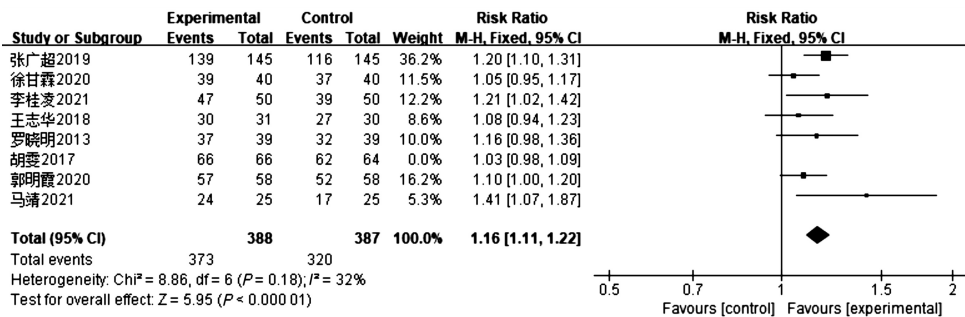 Experimental Control Risk Ratio Risk Ratio
Study or Subgroup Events Total Events Total Weight M-H, Fixed, 95% CI M-H, Fixed, 95% CI
张广超2019 139 145 116 145 36.2% 1.20 [1.10, 1.31]
徐甘霖2020 39 40 37 40 11.5% 1.05 [0.95, 1.17]
李桂凌2021 47 50 39 50 12.2% 1.21 [1.02, 1.42]
王志华2018 30 31 27 30 8.6% 1.08 [0.94, 1.23]
罗晓明2013 37 39 32 39 9.9% 1.16 [0.98, 1.36]
胡雯2017 66 66 62 64 0.0% 1.03 [0.98, 1.09]
郭明霞2020 57 58 52 58 16.2% 1.10 [1.00, 1.20]
马靖2021 24 25 17 25 5.3% 1.41 [1.07, 1.87]
Total (95% CI) 388 387 100.0% 1.16 [1.11, 1.22]
Total events 373 320
Heterogeneity: Chi² = 8.86, df = 6 (P = 0.18); I² = 32%
Test for overall effect: Z = 5.95 (P < 0.000 01)
0.5 0.7 1 1.5 2
Favours [control] Favours [experimental]